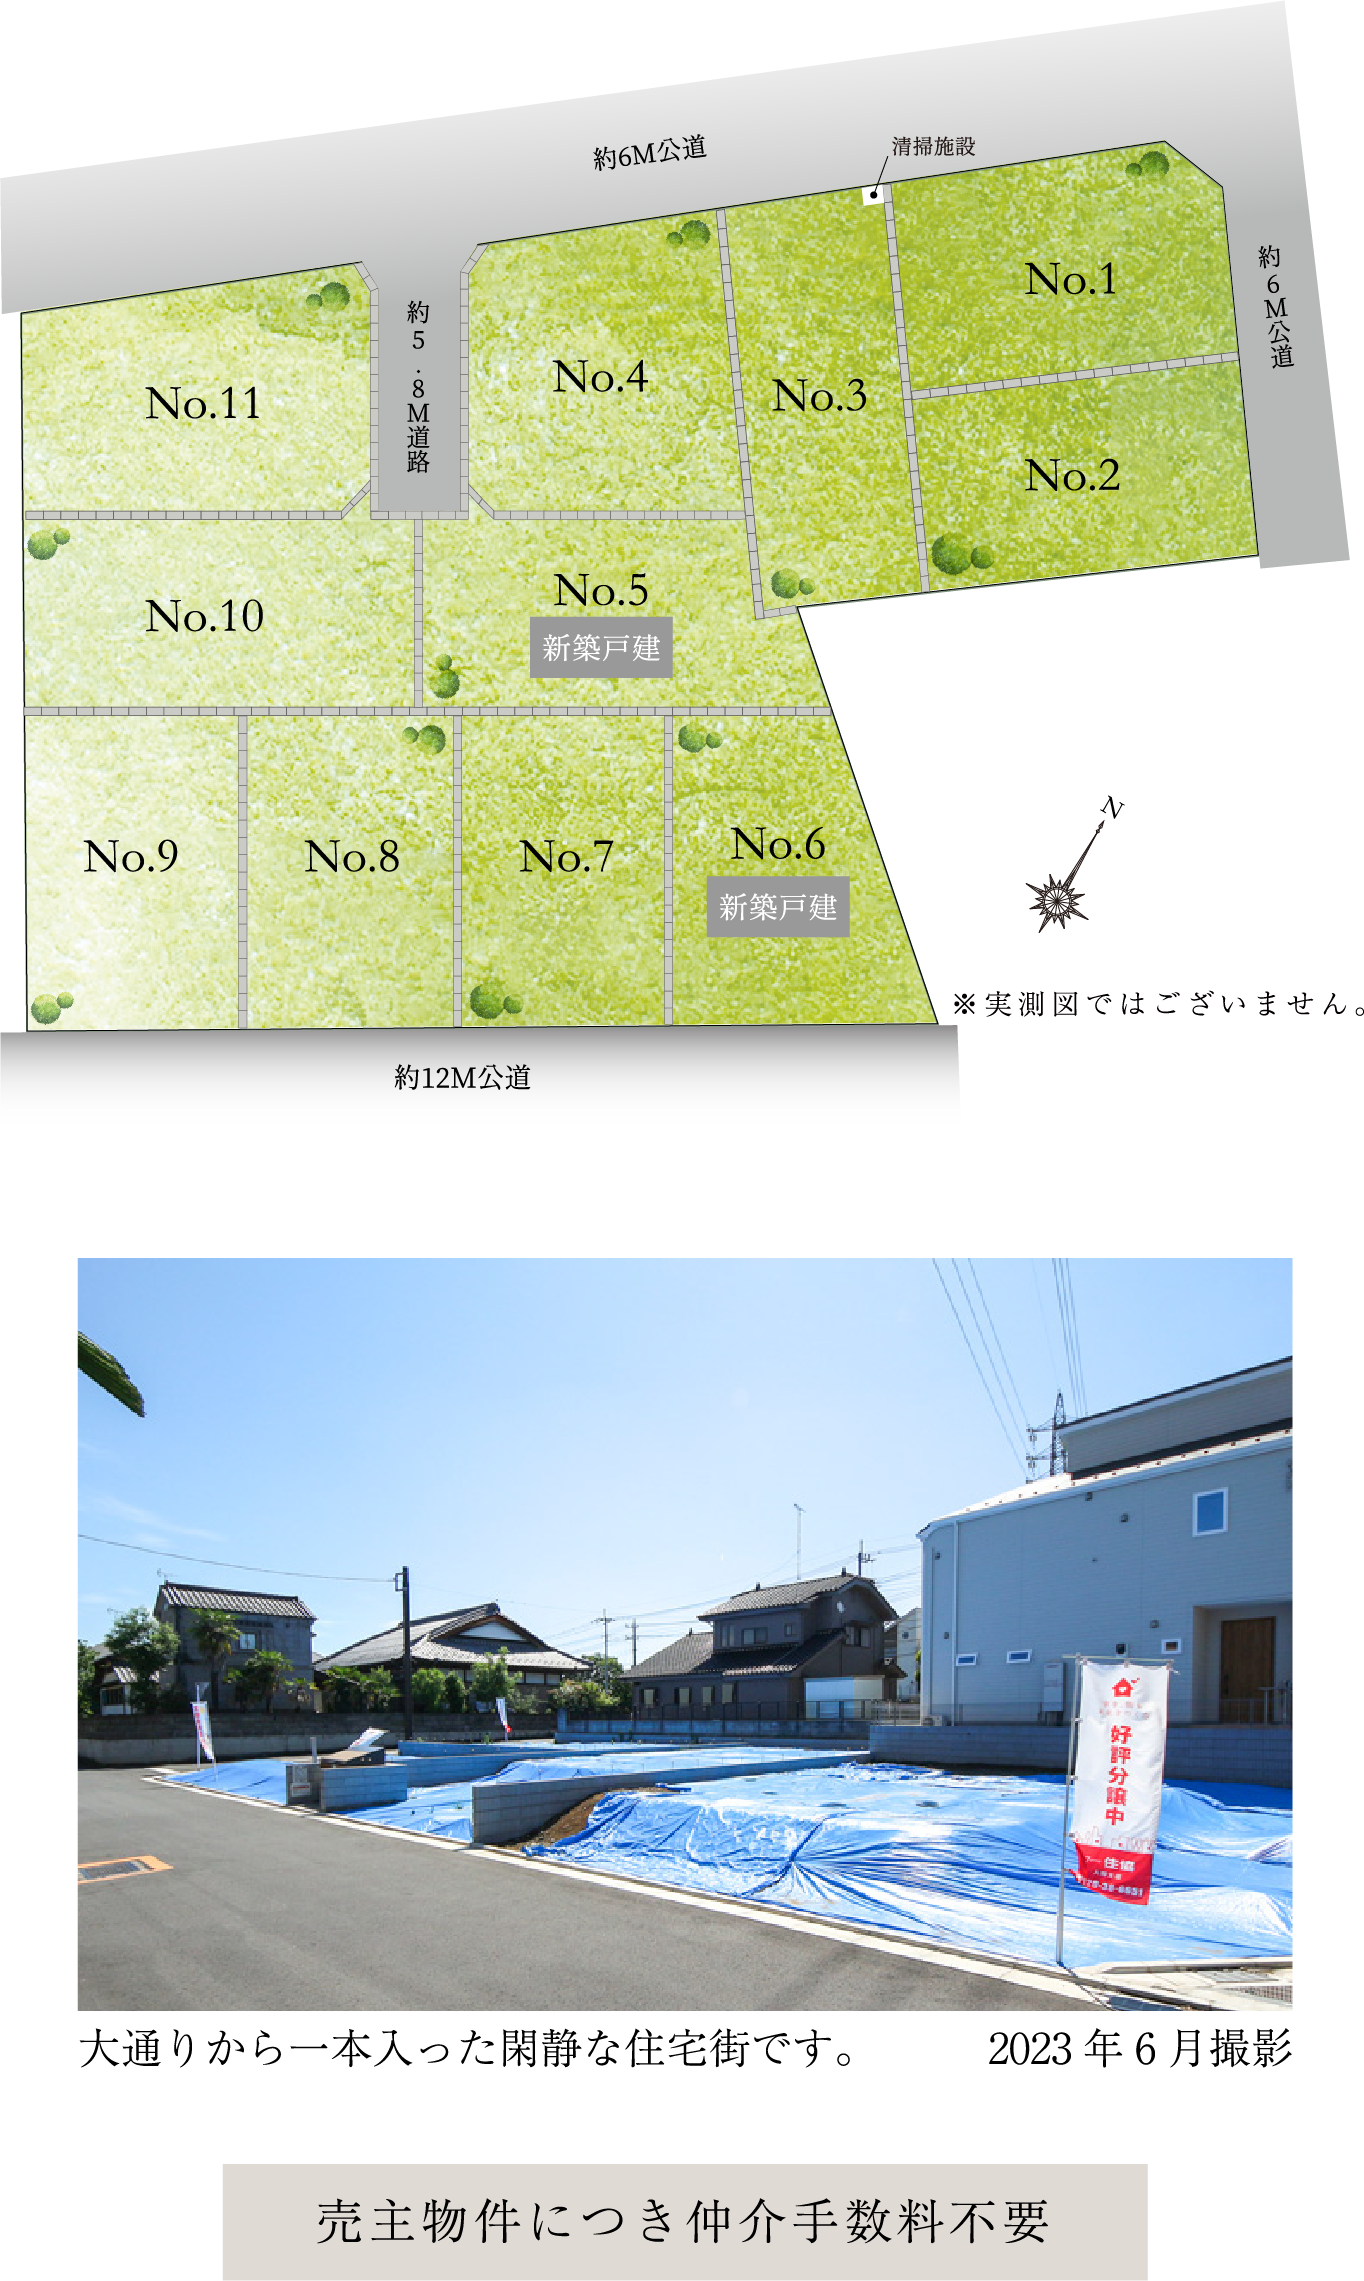 約6M公道
清掃施設
約6M公道
約5.8M道路
No.1
No.11
No.4
No.3
No.2
No.10
No.5
新築戸建
N
No.9
No.8
No.7
No.6
新築戸建
※実測図ではございません。
約12M公道
好評分譲中
住協
大通りから一本入った閑静な住宅街です。
2023年6月撮影
売主物件につき仲介手数料不要